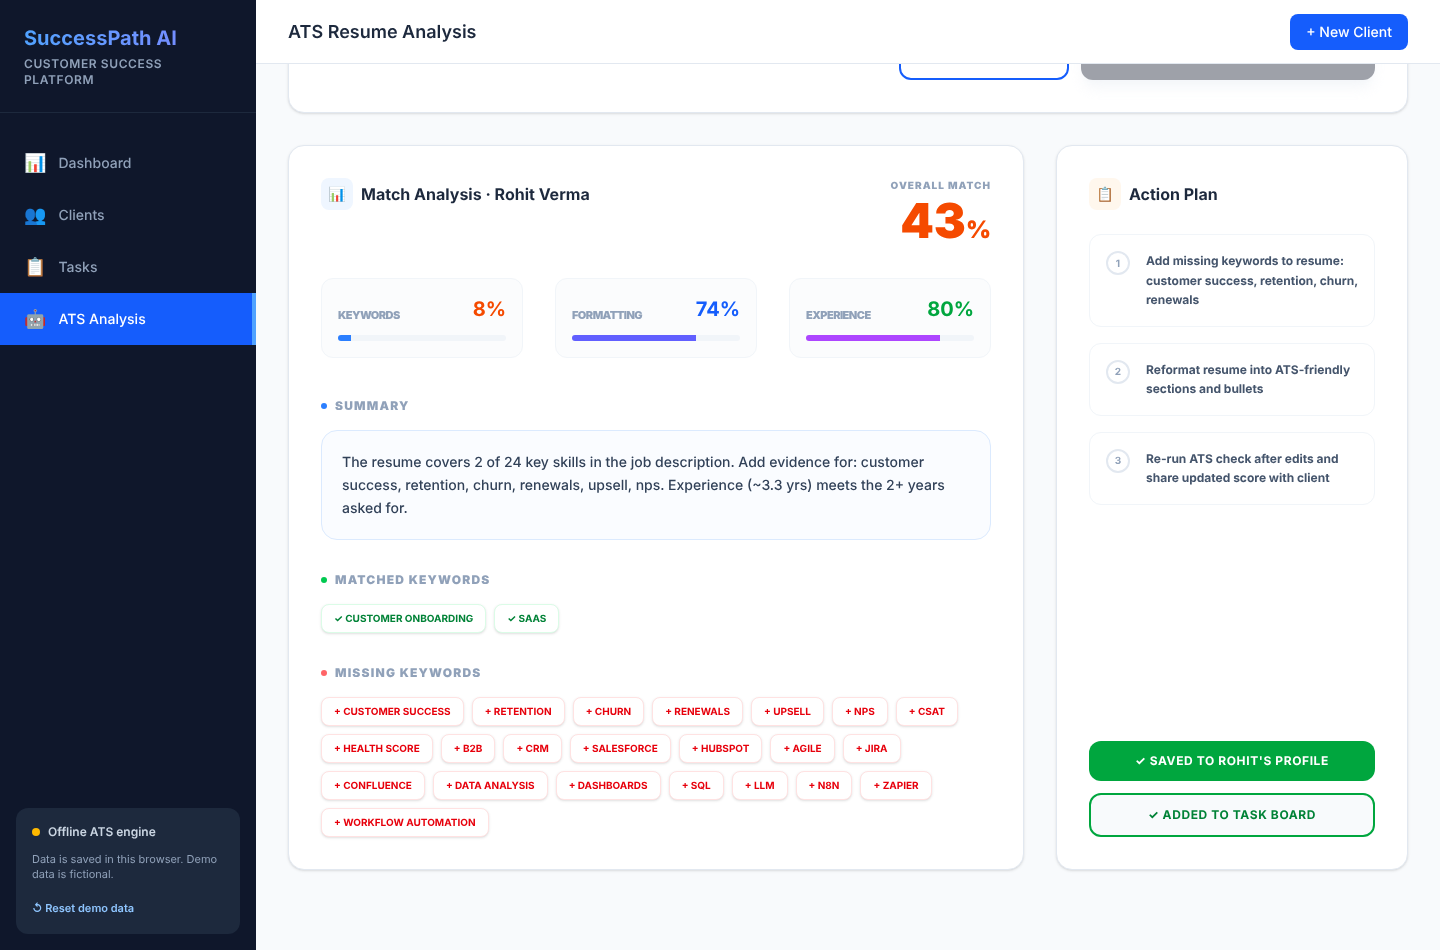 SuccessPath AI
CUSTOMER SUCCESS
PLATFORM
Dashboard
Clients
Tasks
ATS Analysis
Offline ATS engine
Data is saved in this browser. Demo
data is fictional.
↺ Reset demo data
ATS Resume Analysis
+ New Client
Match Analysis · Rohit Verma
OVERALL MATCH
43%
KEYWORDS 8%
FORMATTING 74%
EXPERIENCE 80%
SUMMARY
The resume covers 2 of 24 key skills in the job description. Add evidence for: customer
success, retention, churn, renewals, upsell, nps. Experience (~3.3 yrs) meets the 2+ years
asked for.
MATCHED KEYWORDS
✓ CUSTOMER ONBOARDING ✓ SAAS
MISSING KEYWORDS
+ CUSTOMER SUCCESS + RETENTION + CHURN + RENEWALS + UPSELL + NPS + CSAT
+ HEALTH SCORE + B2B + CRM + SALESFORCE + HUBSPOT + AGILE + JIRA
+ CONFLUENCE + DATA ANALYSIS + DASHBOARDS + SQL + LLM + N8N + ZAPIER
+ WORKFLOW AUTOMATION
Action Plan
1 Add missing keywords to resume:
customer success, retention, churn,
renewals
2 Reformat resume into ATS-friendly
sections and bullets
3 Re-run ATS check after edits and
share updated score with client
✓ SAVED TO ROHIT'S PROFILE
✓ ADDED TO TASK BOARD